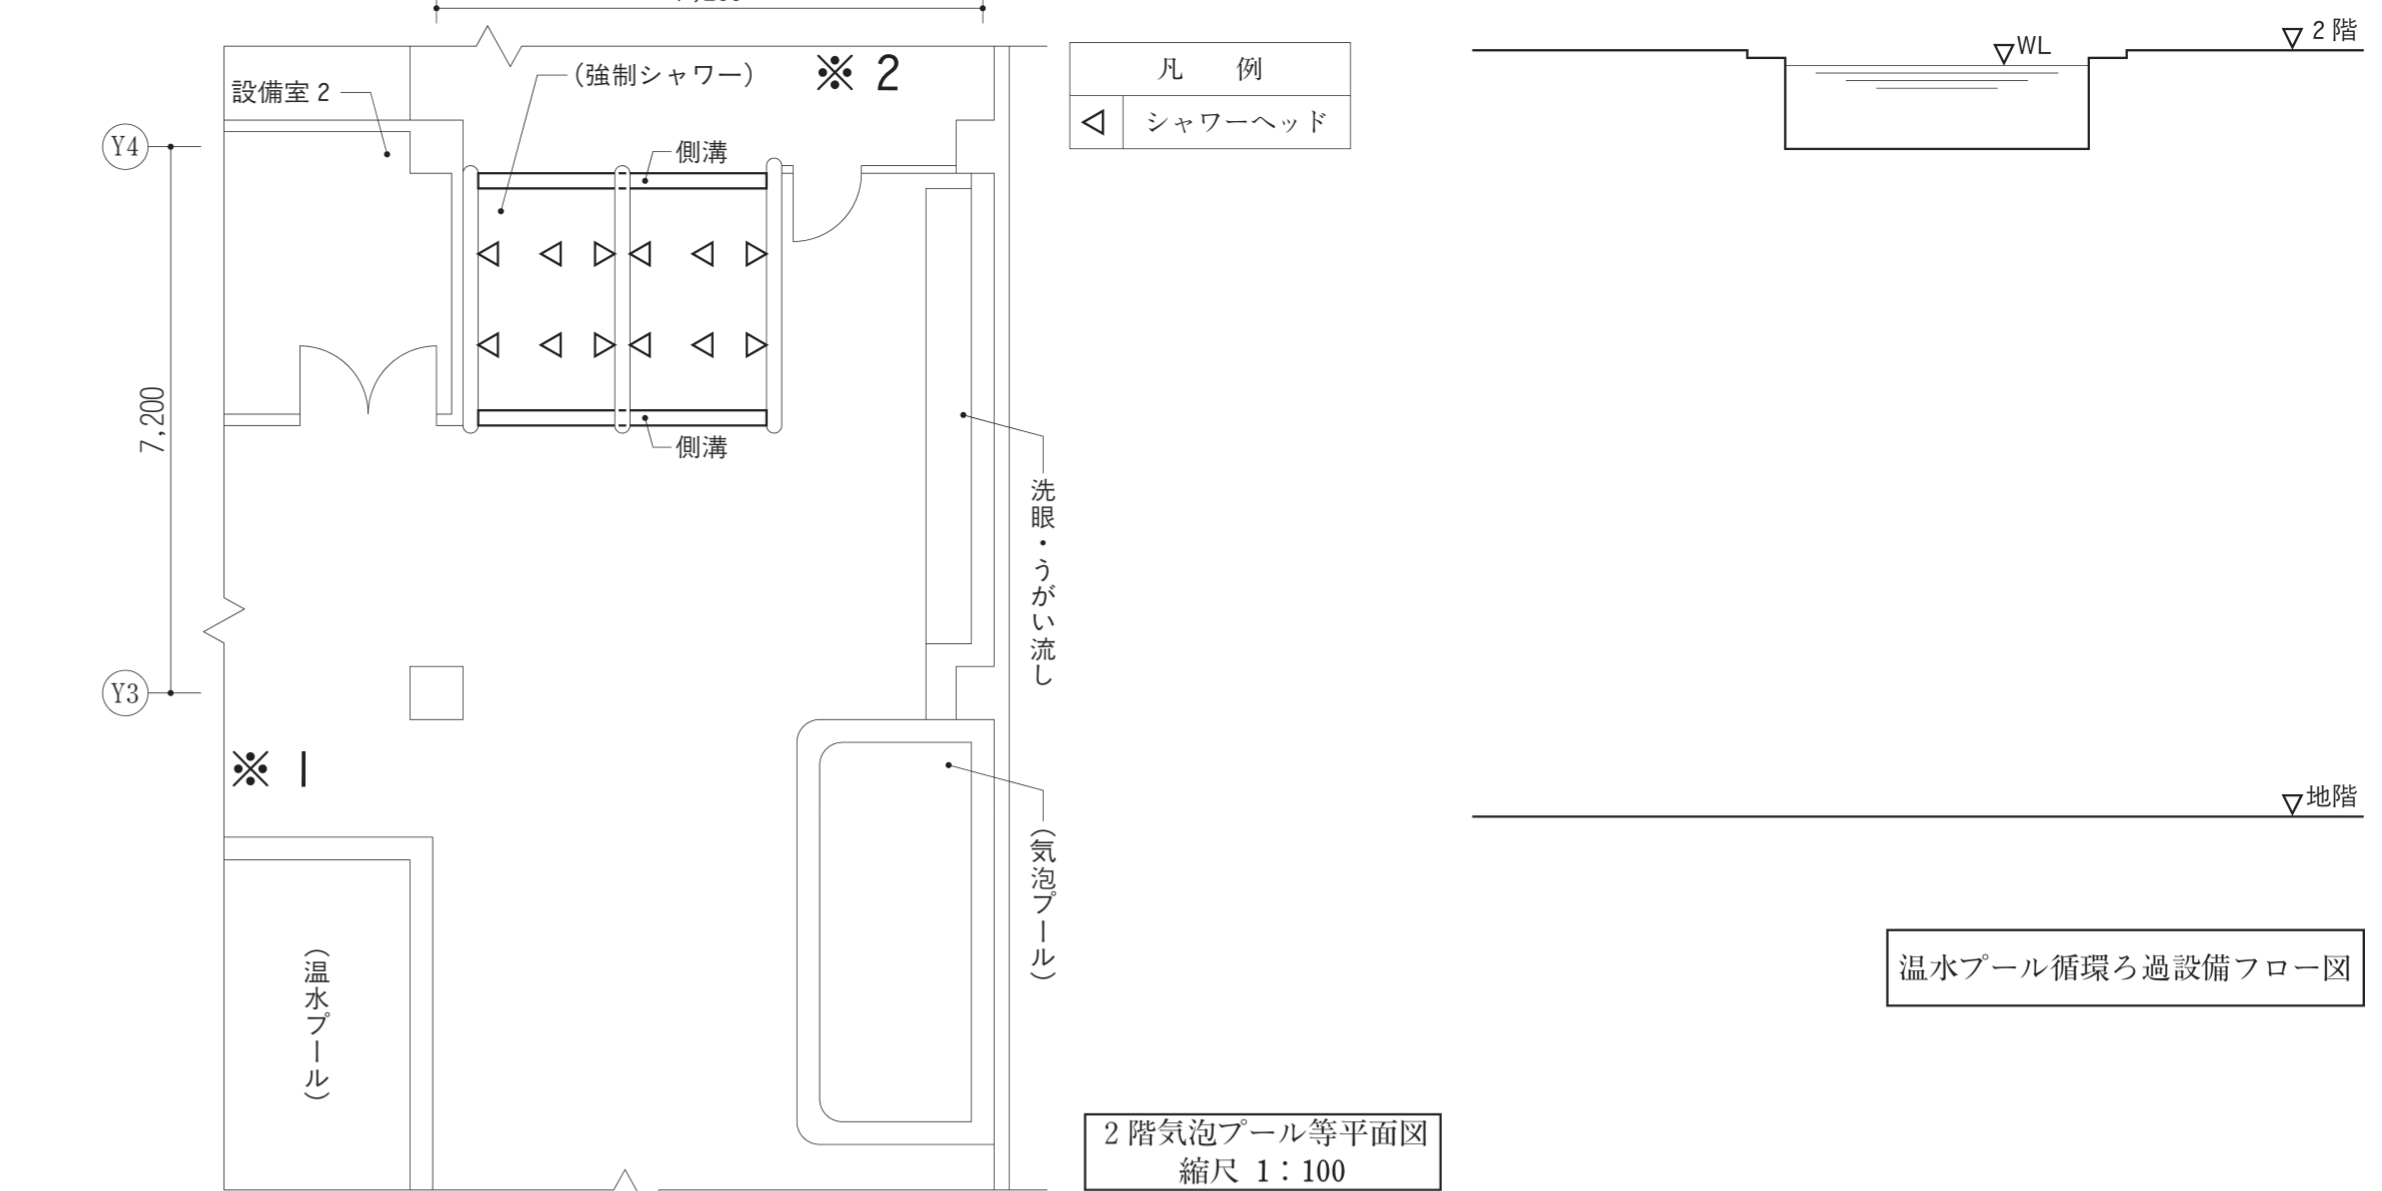 2 階
WL
凡 例
シャワーヘッド
(強制シャワー)
※ 2
設備室 2
Y4
側溝
7,200
側溝
洗眼・うがい流し
Y3
※ 1
(気泡プール)
地階
(温水プール)
温水プール循環ろ過設備フロー図
2 階気泡プール等平面図
縮尺 1：100